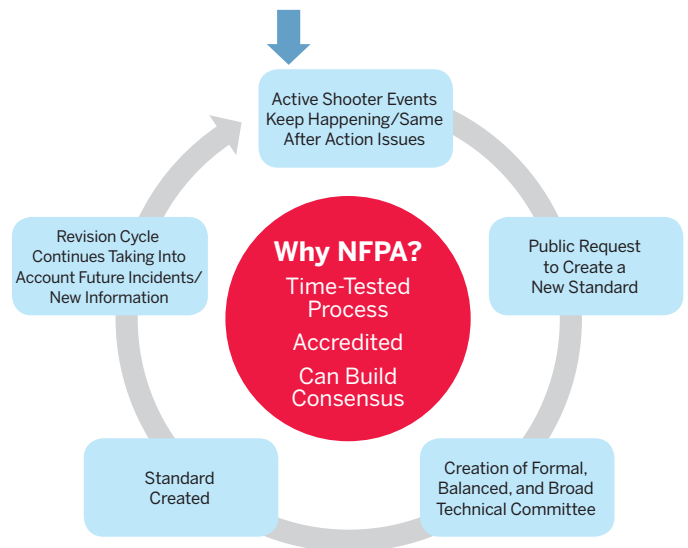 Active Shooter Events
Keep Happening/Same
After Action Issues
Public Request
to Create a
New Standard
Creation of Formal,
Balanced, and Broad
Technical Committee
Standard
Created
Revision Cycle
Continues Taking Into
Account Future Incidents/
New Information
Why NFPA?
Time-Tested
Process
Accredited
Can Build
Consensus